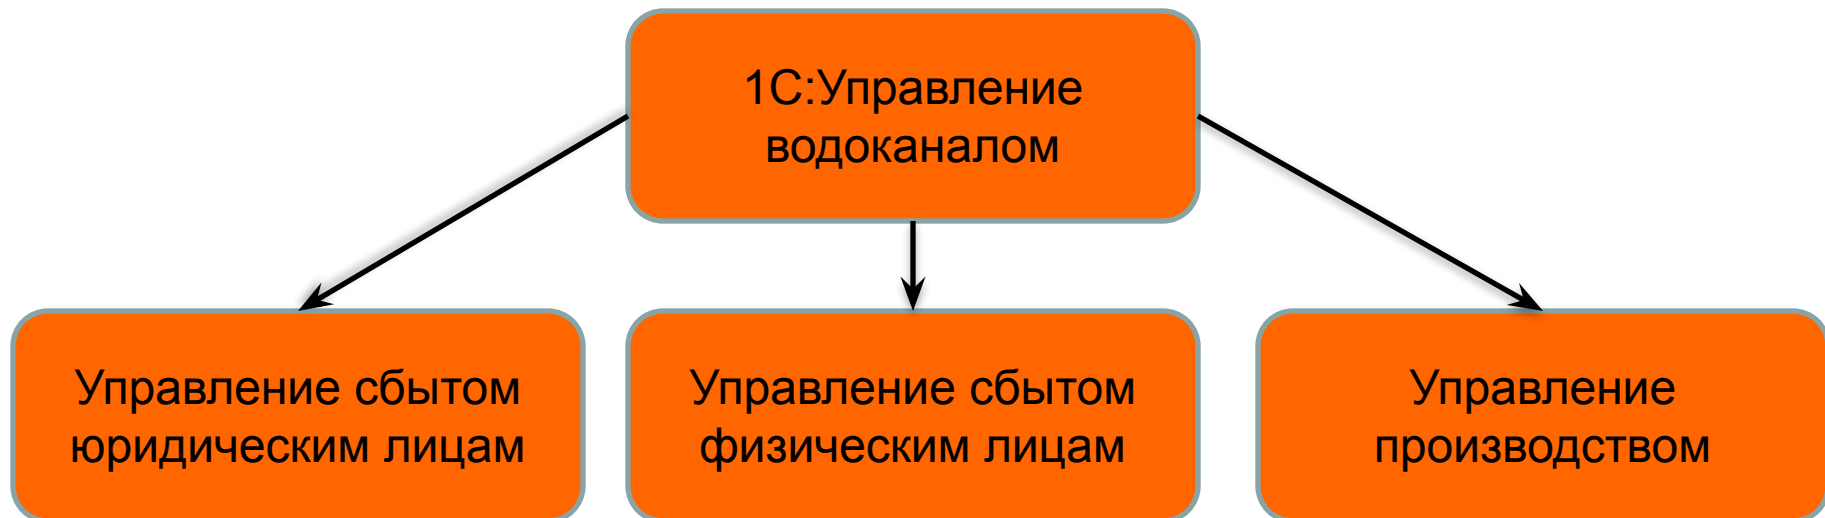 1С:Управление
водоканалом
Управление сбытом
юридическим лицам
Управление сбытом
физическим лицам
Управление
производством